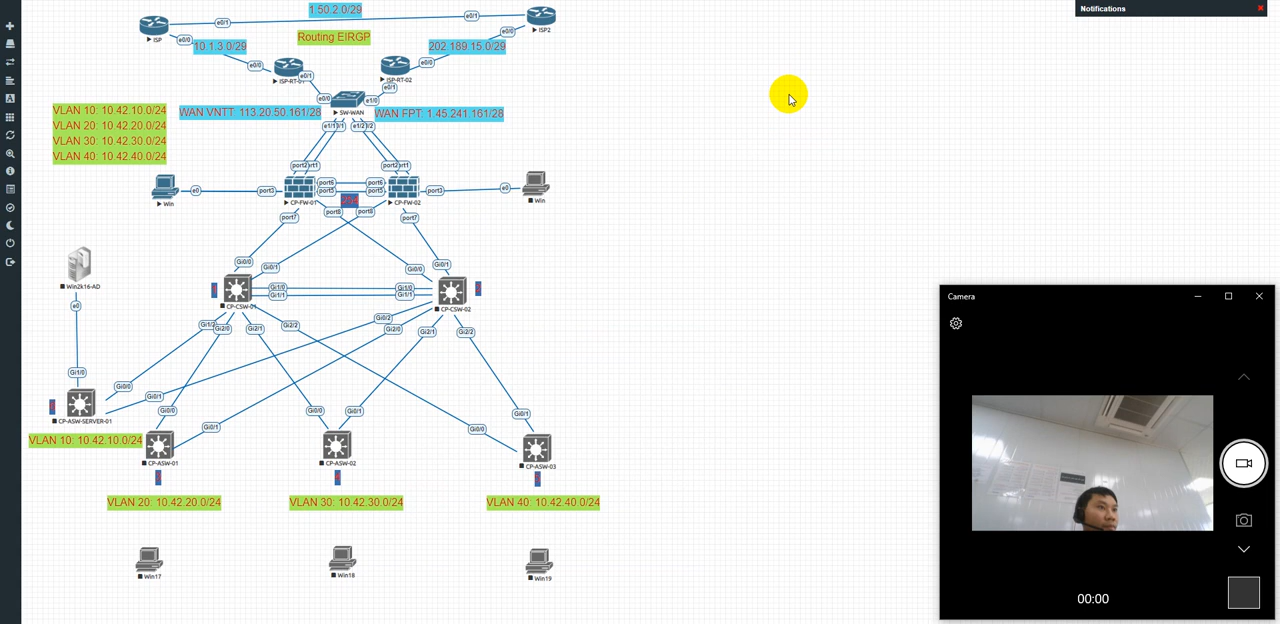 Notifications
1.50.2.0/29
e0/1
e0/1
ISP
ISP2
e0/0
e0/0
Routing EIRGP
10.1.3.0/29
202.189.15.0/29
e0/0
e0/1
e0/0
ISP-RT-02
e0/1
e0/0
e1/0
VLAN 10: 10.42.10.0/24
VLAN 20: 10.42.20.0/24
VLAN 30: 10.42.30.0/24
VLAN 40: 10.42.40.0/24
WAN VNTT: 113.20.50.161/28
SW-WAN
WAN FPT: 1.45.241.161/28
port2
port2
Win
e0
port3
port6
port6
port5
port5
port3
e0
Win
CP-FW-01
CP-FW-02
port7
port8
port8
port7
Gi0/0
Gi0/1
Gi0/0
Gi0/1
Win2k16-AD
e0
Gi1/0
Gi1/0
Gi1/1
Gi1/1
CP-CSW-01
CP-CSW-02
Gi2/0
Gi2/1
Gi2/2
Gi0/2
Gi2/0
Gi2/1
Gi2/2
Gi1/0
Gi0/0
Gi0/1
CP-ASW-SERVER-01
VLAN 10: 10.42.10.0/24
Gi0/0
Gi0/1
Gi0/0
Gi0/1
Gi0/0
Gi0/1
CP-ASW-01
CP-ASW-02
CP-ASW-03
VLAN 20: 10.42.20.0/24
VLAN 30: 10.42.30.0/24
VLAN 40: 10.42.40.0/24
Win17
Win18
Win19
Camera
00:00